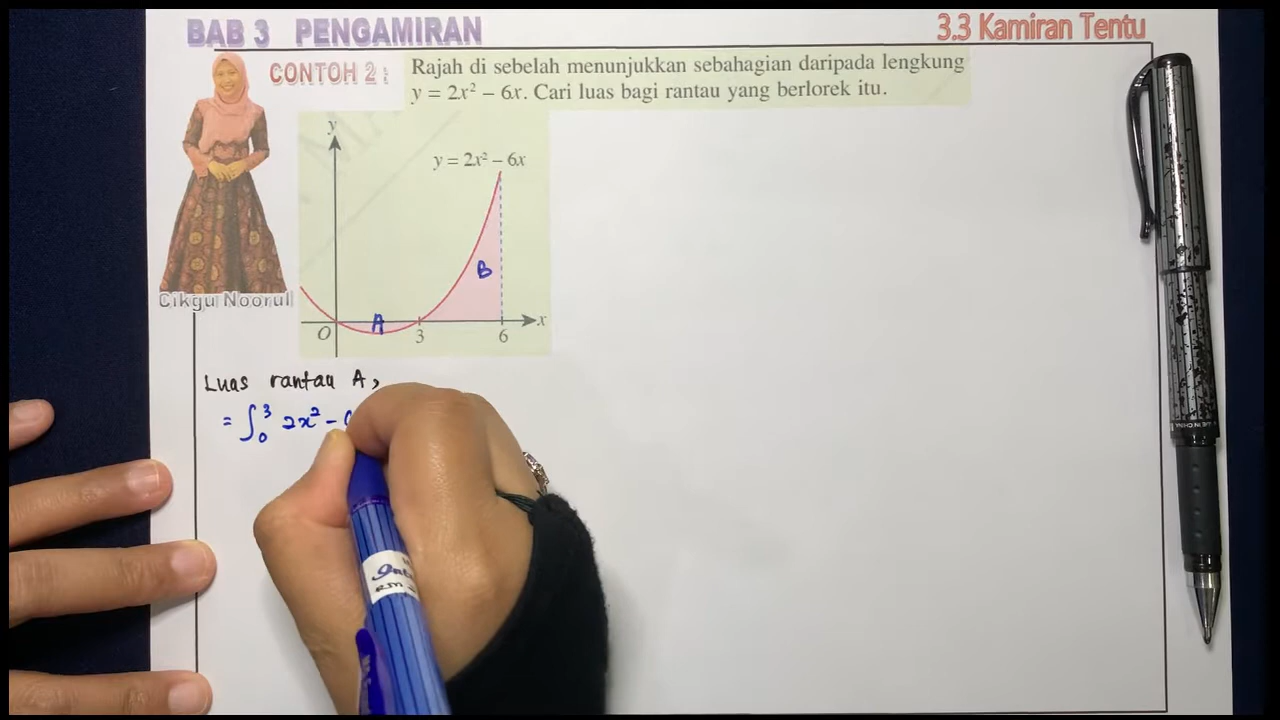 BAB 3 PENGAMIRAN
3.3 Kamiran Tentu
CONTOH 2 :
Rajah di sebelah menunjukkan sebahagian daripada lengkung
y = 2x² – 6x. Cari luas bagi rantau yang berlorek itu.
y
y = 2x² – 6x
B
A
O
3
6
x
Cikgu Noorul
Luas rantau A,
= ∫₀³ 2x² –